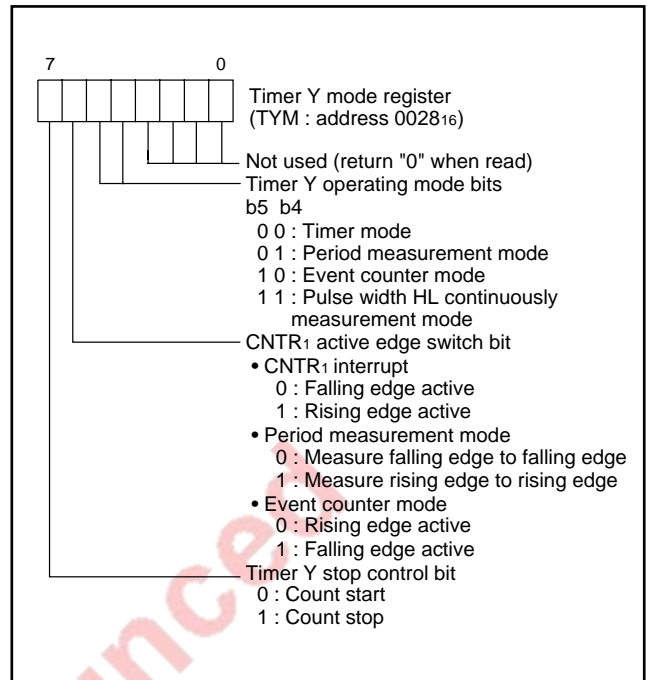 7 0
Timer Y mode register
(TYM : address 002816)
Not used (return "0" when read)
Timer Y operating mode bits
b5 b4
0 0 : Timer mode
0 1 : Period measurement mode
1 0 : Event counter mode
1 1 : Pulse width HL continuously
measurement mode
CNTR1 active edge switch bit
• CNTR1 interrupt
0 : Falling edge active
1 : Rising edge active
• Period measurement mode
0 : Measure falling edge to falling edge
1 : Measure rising edge to rising edge
• Event counter mode
0 : Rising edge active
1 : Falling edge active
Timer Y stop control bit
0 : Count start
1 : Count stop